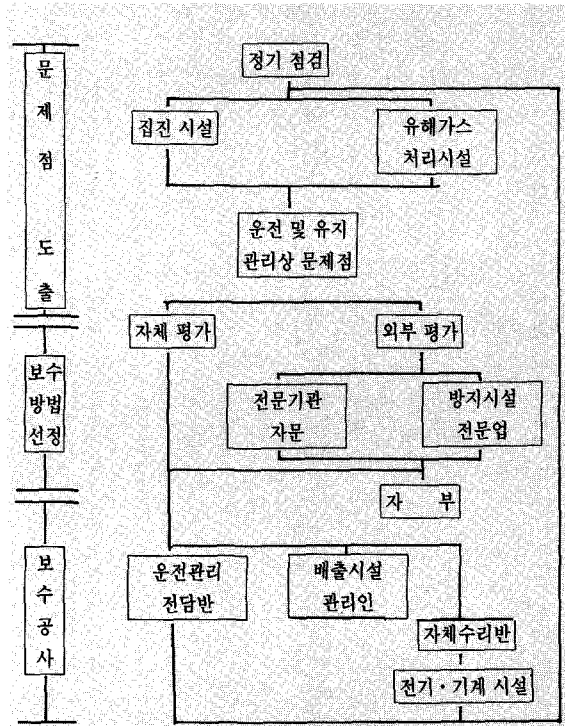 문제점 도출
정기 점검
집진 시설
유해가스
처리시설
운전 및 유지
관리상 문제점
보수
방법
선정
자체 평가
외부 평가
전문기관
자문
방지시설
전문업
자 부
보수공사
운전관리
전담반
배출시설
관리인
자체수리반
전기·기계 시설